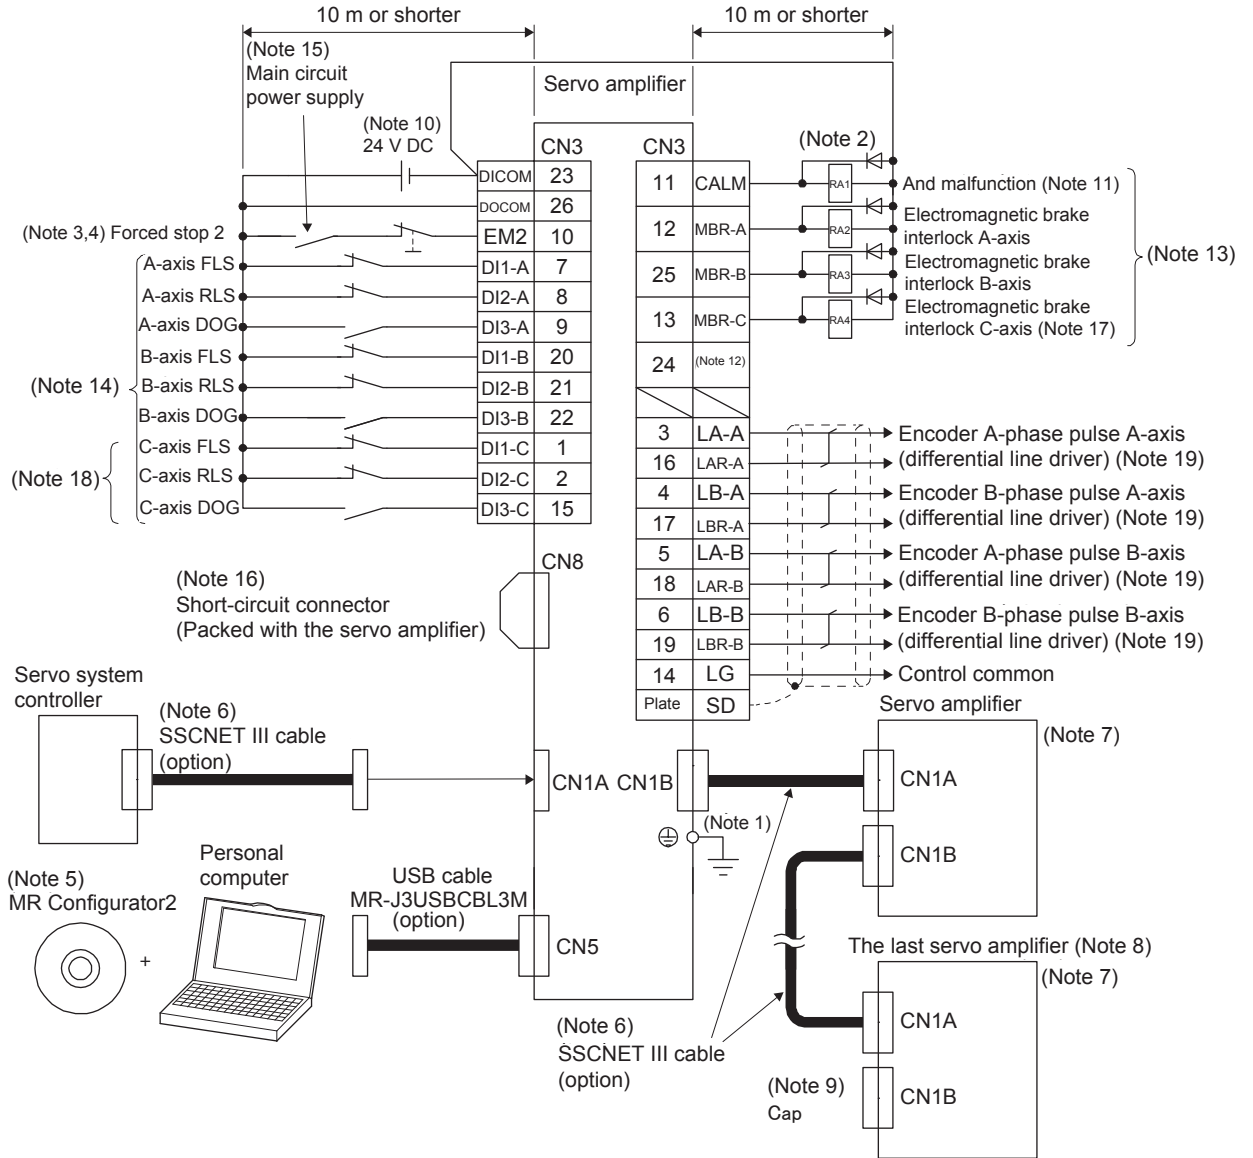 10 m or shorter
10 m or shorter
(Note 15)
Main circuit
power supply
Servo amplifier
(Note 10)
24 V DC
(Note 2)
CN3
CN3
DICOM 23
DOCOM 26
(Note 3,4) Forced stop 2 EM2 10
A-axis FLS DI1-A 7
A-axis RLS DI2-A 8
A-axis DOG DI3-A 9
B-axis FLS DI1-B 20
(Note 14) B-axis RLS DI2-B 21
B-axis DOG DI3-B 22
C-axis FLS DI1-C 1
(Note 18) C-axis RLS DI2-C 2
C-axis DOG DI3-C 15
11 CALM RA1 And malfunction (Note 11)
12 MBR-A RA2 Electromagnetic brake
interlock A-axis
25 MBR-B RA3 Electromagnetic brake
interlock B-axis
13 MBR-C RA4 Electromagnetic brake
interlock C-axis (Note 17)
(Note 13)
24 (Note 12)
3 LA-A Encoder A-phase pulse A-axis
16 LAR-A (differential line driver) (Note 19)
4 LB-A Encoder B-phase pulse A-axis
17 LBR-A (differential line driver) (Note 19)
5 LA-B Encoder A-phase pulse B-axis
18 LAR-B (differential line driver) (Note 19)
6 LB-B Encoder B-phase pulse B-axis
19 LBR-B (differential line driver) (Note 19)
14 LG Control common
Plate SD
CN8
(Note 16)
Short-circuit connector
(Packed with the servo amplifier)
Servo system
controller
(Note 6)
SSCNET III cable
(option)
CN1A CN1B
(Note 1)
Servo amplifier
(Note 7)
CN1A
CN1B
(Note 5)
MR Configurator2
+
Personal
computer
USB cable
MR-J3USBCBL3M
(option)
CN5
(Note 6)
SSCNET III cable
(option)
The last servo amplifier (Note 8)
(Note 7)
CN1A
(Note 9)
Cap
CN1B